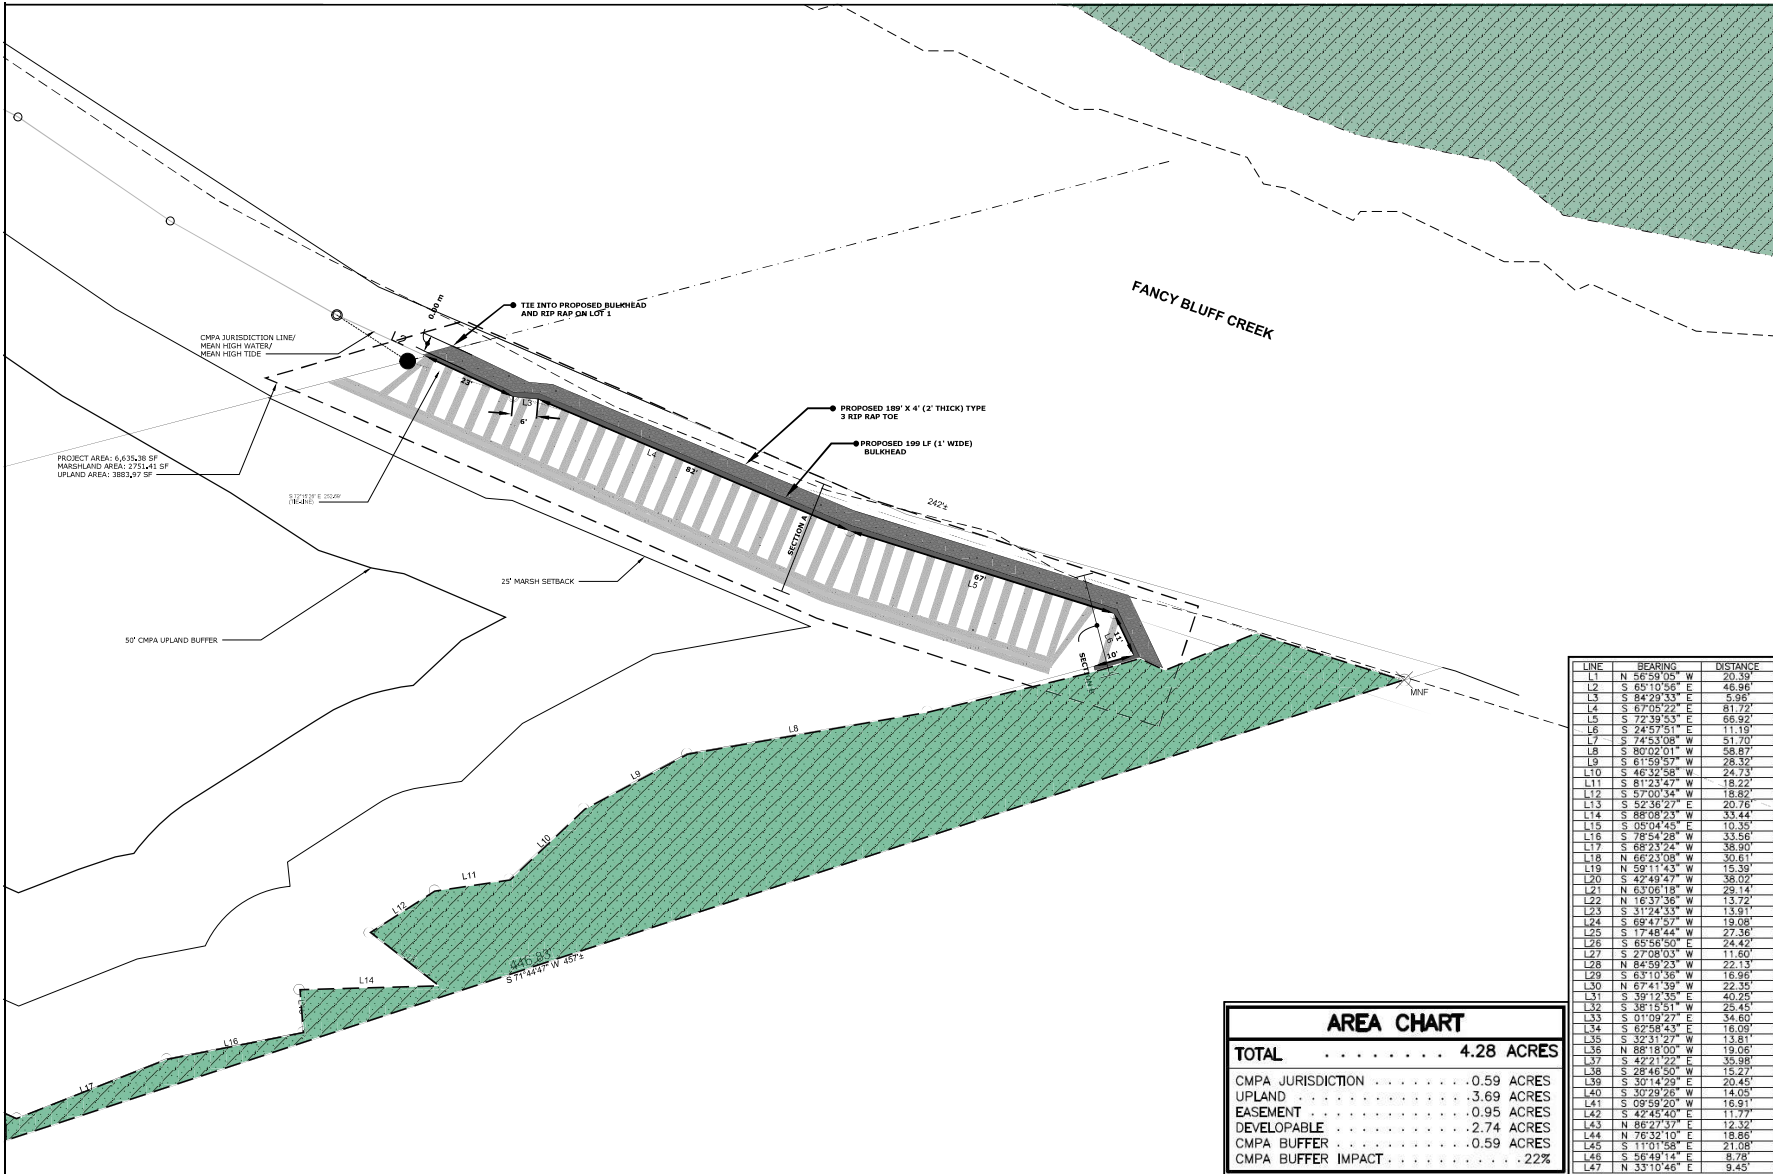 FANCY BLUFF CREEK
0.00 m
TIE INTO PROPOSED BULKHEAD
AND RIP RAP ON LOT 1
CMPA JURISDICTION LINE/
MEAN HIGH WATER/
MEAN HIGH TIDE
L2
23'
L3
6'
PROPOSED 189' X 4' (2' THICK) TYPE
3 RIP RAP TOE
PROPOSED 199 LF (1' WIDE)
BULKHEAD
L4
82'
PROJECT AREA: 6,635.38 SF
MARSHLAND AREA: 2751.41 SF
UPLAND AREA: 3883.97 SF
(TIE-LINE)
SECTION A
242'±
67'
L5
25' MARSH SETBACK
50' CMPA UPLAND BUFFER
11'
L6
10'
MNF
L8
L9
L10
L11
L12
L14
L16
L17
446.93'
S 71°44'47" W 457'±
LINE BEARING DISTANCE
L1 N 56°59'05" W 20.39'
L2 S 65°10'56" E 46.96'
L3 S 84°29'33" E 5.96'
L4 S 67°05'22" E 81.72'
L5 S 72°39'53" E 66.92'
L6 S 24°57'51" E 11.19'
L7 S 74°53'08" W 51.70'
L8 S 80°02'01" W 58.87'
L9 S 61°59'57" W 28.32'
L10 S 46°32'58" W 24.73'
L11 S 81°23'47" W 18.22'
L12 S 57°00'34" W 18.82'
L13 S 52°36'27" E 20.76'
L14 S 88°08'23" W 33.44'
L15 S 05°04'45" E 10.35'
L16 S 78°54'28" W 33.56'
L17 S 68°23'24" W 38.90'
L18 N 66°23'08" W 30.61'
L19 N 59°11'43" W 15.39'
L20 S 42°49'47" W 38.02'
L21 N 63°06'18" W 29.14'
L22 N 16°37'36" W 13.72'
L23 S 31°24'33" W 13.91'
L24 S 69°47'57" W 19.08'
L25 S 17°48'44" W 27.36'
L26 S 65°56'50" E 24.42'
L27 S 27°08'03" W 11.60'
L28 N 84°59'23" W 22.13'
L29 S 63°10'36" W 16.96'
L30 N 67°41'39" W 22.35'
L31 S 39°12'35" E 40.25'
L32 S 38°15'51" W 25.45'
L33 S 01°09'27" E 34.60'
L34 S 62°58'43" E 16.09'
L35 S 32°31'27" W 13.81'
L36 N 88°18'00" W 19.06'
L37 S 42°21'22" E 35.98'
L38 S 28°46'50" W 15.27'
L39 S 30°14'29" E 20.45'
L40 S 30°29'26" W 14.05'
L41 S 09°59'20" W 16.91'
L42 S 42°45'40" E 11.77'
L43 N 86°27'37" E 12.32'
L44 N 76°32'10" E 18.86'
L45 S 11°01'58" E 21.08'
L46 S 56°49'14" E 8.78'
L47 N 33°10'46" E 9.45'
AREA CHART
TOTAL . . . . . . . . 4.28 ACRES
CMPA JURISDICTION . . . . . . . . 0.59 ACRES
UPLAND . . . . . . . . . . . . . 3.69 ACRES
EASEMENT . . . . . . . . . . . . 0.95 ACRES
DEVELOPABLE . . . . . . . . . . . 2.74 ACRES
CMPA BUFFER . . . . . . . . . . . 0.59 ACRES
CMPA BUFFER IMPACT . . . . . . . . . . . 22%